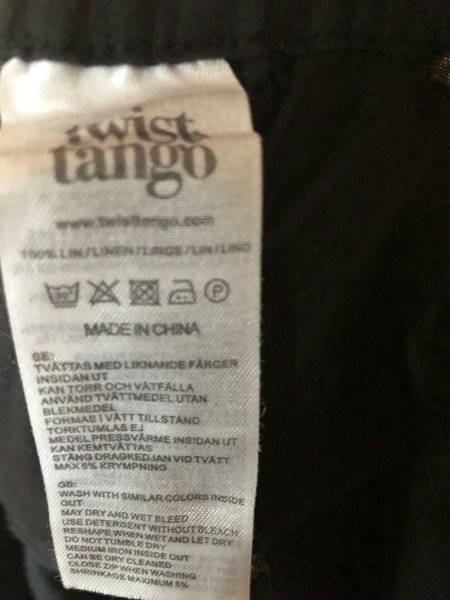 twist
tango
www.twisttango.com
100% LIN / LINEN / LINGE / LIN / LINO
30°
P
MADE IN CHINA
SE:
TVÄTTAS MED LIKNANDE FÄRGER
INSIDAN UT
KAN TORR OCH VÅTFÄLLA
ANVÄND TVÄTTMEDEL UTAN
BLEKMEDEL
FORMAS I VÅTT TILLSTÅND
TORKTUMLAS EJ
MEDEL PRESSVÄRME INSIDAN UT
KAN KEMTVÄTTAS
STÄNG DRAGKEDJAN VID TVÄTT
MAX 5% KRYMPNING
GB:
WASH WITH SIMILAR COLORS INSIDE
OUT
MAY DRY AND WET BLEED
USE DETERGENT WITHOUT BLEACH
RESHAPE WHEN WET AND LET DRY
DO NOT TUMBLE DRY
MEDIUM IRON INSIDE OUT
CAN BE DRY CLEANED
CLOSE ZIP WHEN WASHING
SHRINKAGE MAXIMUM 5%